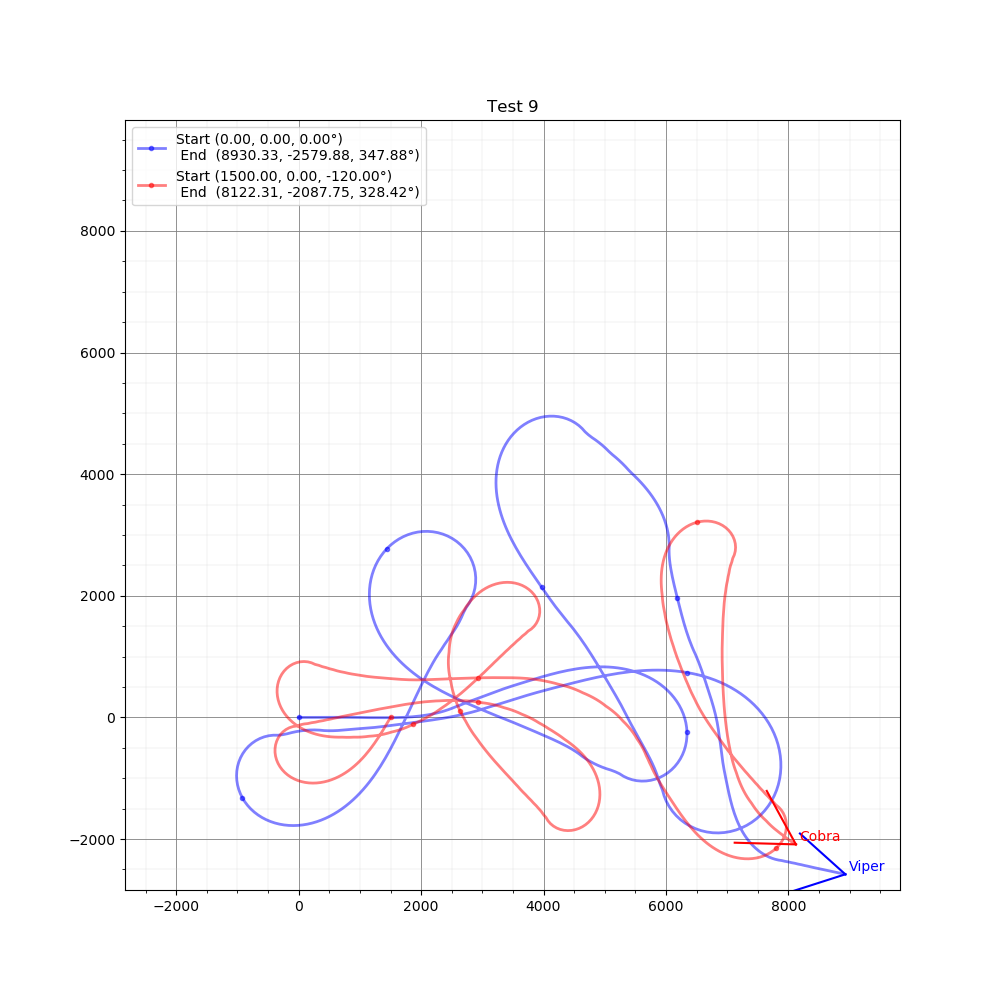 Test 9
Start (0.00, 0.00, 0.00°)
End (8930.33, -2579.88, 347.88°)
Start (1500.00, 0.00, -120.00°)
End (8122.31, -2087.75, 328.42°)
8000
6000
4000
2000
0
−2000
Cobra
Viper
−2000 0 2000 4000 6000 8000